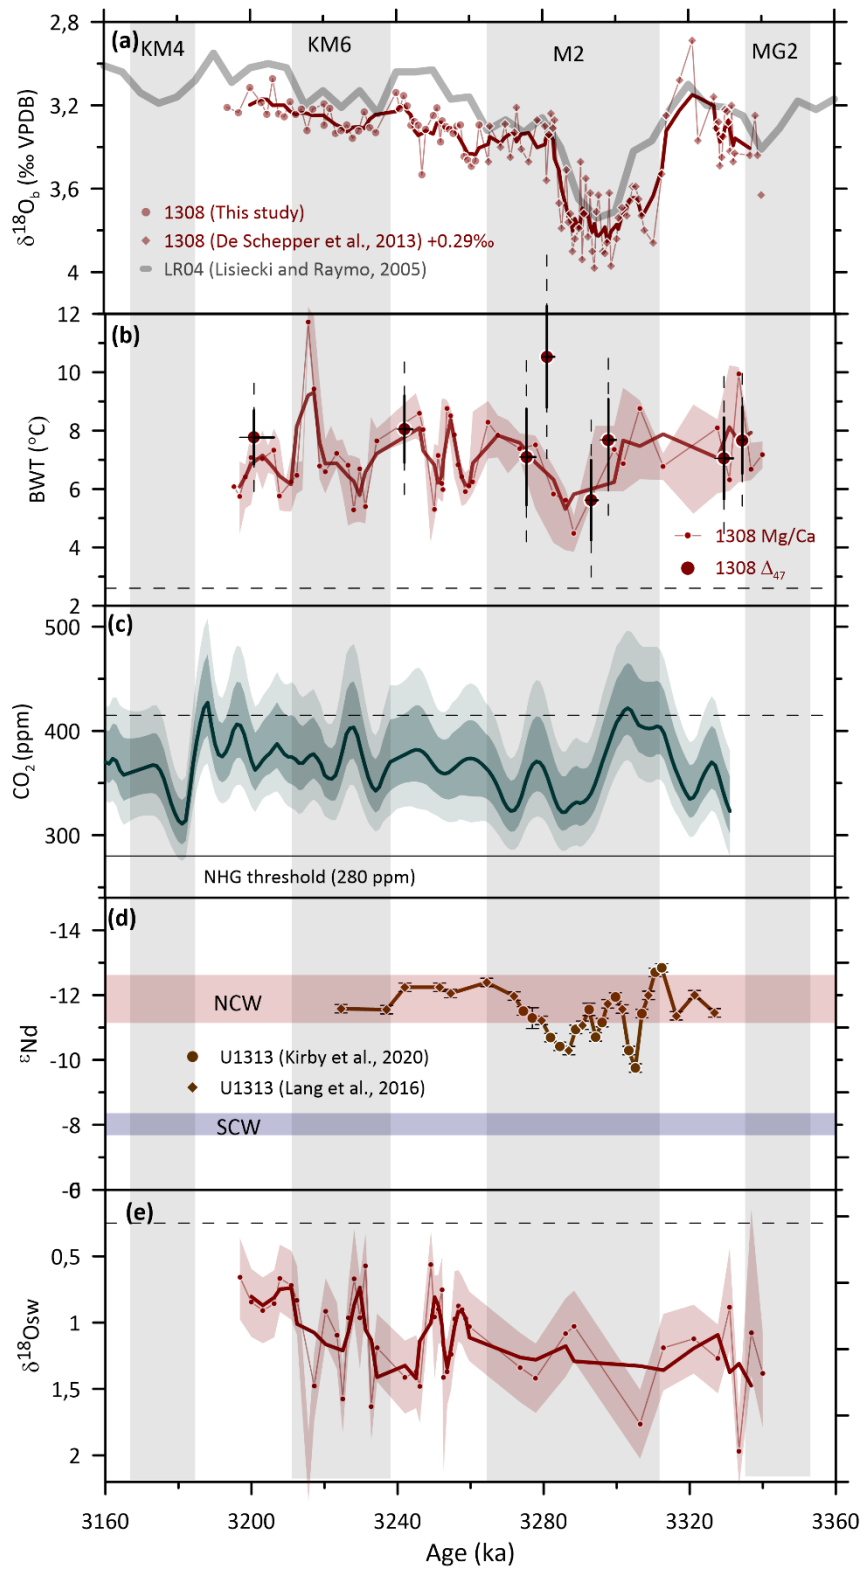 (a)
KM4
KM6
M2
MG2
2,8
3,2
3,6
4
δ18Ob (‰ VPDB)
1308 (This study)
1308 (De Schepper et al., 2013) +0.29‰
LR04 (Lisiecki and Raymo, 2005)
(b)
12
10
8
6
4
2
BWT (°C)
1308 Mg/Ca
1308 Δ47
(c)
500
400
300
CO2 (ppm)
NHG threshold (280 ppm)
(d)
-14
-12
-10
-8
-6
εNd
NCW
U1313 (Kirby et al., 2020)
U1313 (Lang et al., 2016)
SCW
(e)
0,5
1
1,5
2
δ18Osw
3160 3200 3240 3280 3320 3360
Age (ka)